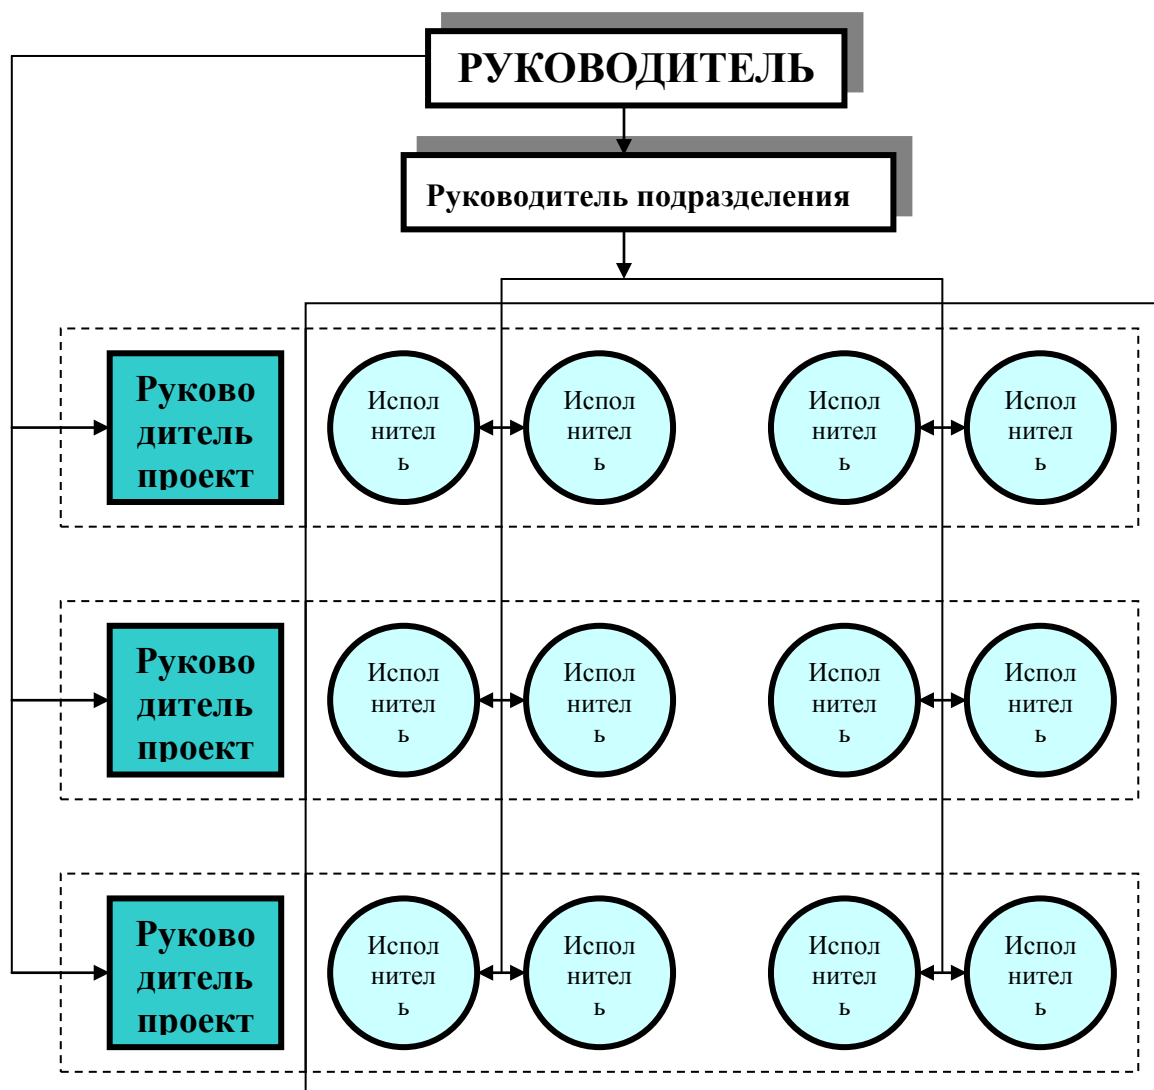 РУКОВОДИТЕЛЬ
Руководитель подразделения
Руково
дитель
проект
Испол
нител
ь
Испол
нител
ь
Испол
нител
ь
Испол
нител
ь
Руково
дитель
проект
Испол
нител
ь
Испол
нител
ь
Испол
нител
ь
Испол
нител
ь
Руково
дитель
проект
Испол
нител
ь
Испол
нител
ь
Испол
нител
ь
Испол
нител
ь